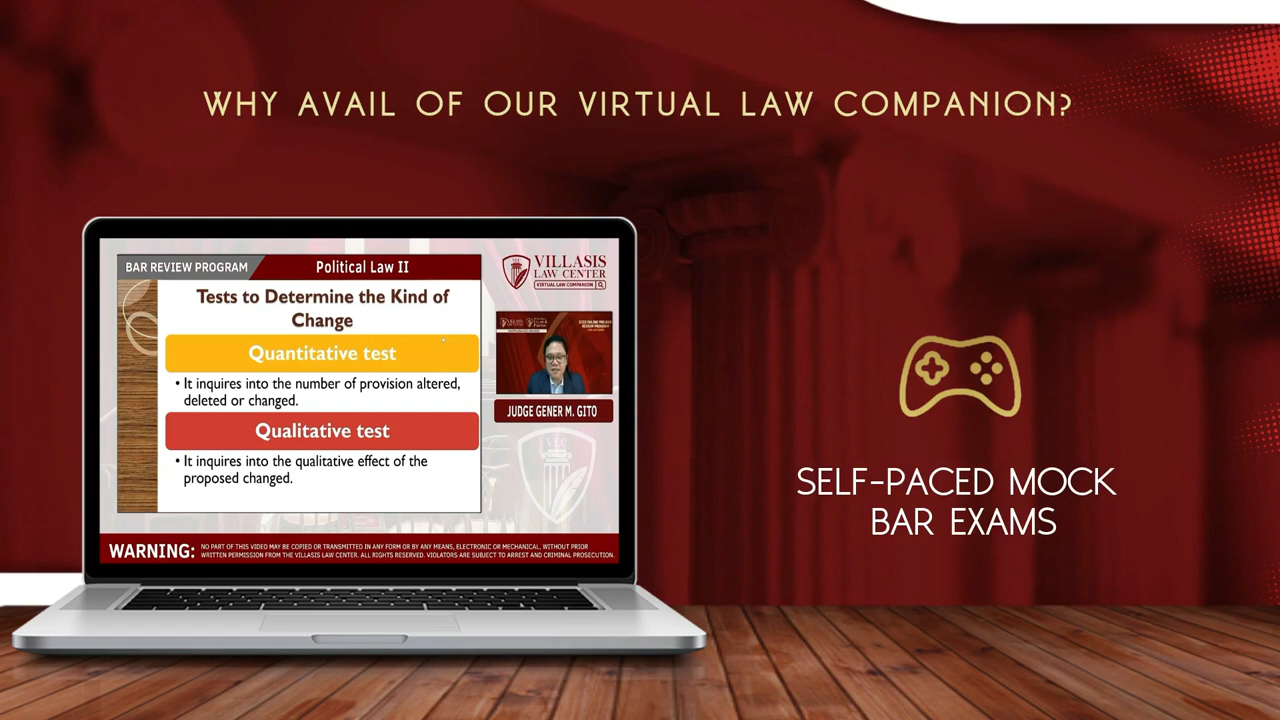 WHY AVAIL OF OUR VIRTUAL LAW COMPANION?
BAR REVIEW PROGRAM
Political Law II
Tests to Determine the Kind of
Change
Quantitative test
• It inquires into the number of provision altered,
deleted or changed.
Qualitative test
• It inquires into the qualitative effect of the
proposed changed.
VILLASIS
LAW CENTER
VIRTUAL LAW COMPANION
JUDGE GENER M. GITO
VLC
WARNING:
NO PART OF THIS VIDEO MAY BE COPIED OR TRANSMITTED IN ANY FORM OR BY ANY MEANS, ELECTRONIC OR MECHANICAL, WITHOUT PRIOR
WRITTEN PERMISSION FROM THE VILLASIS LAW CENTER. ALL RIGHTS RESERVED. VIOLATORS ARE SUBJECT TO ARREST AND CRIMINAL PROSECUTION.
SELF-PACED MOCK
BAR EXAMS